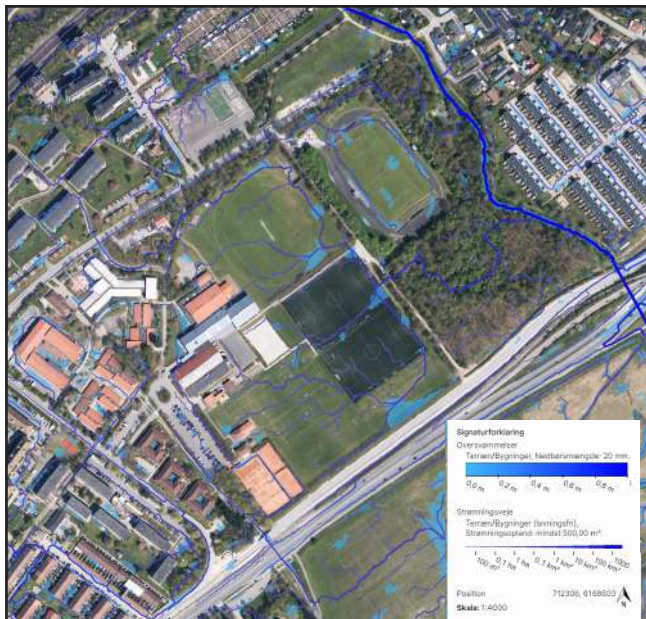 Signaturforklaring
Oversvømmelser
Terræn/Bygninger, Nedbørsmængde: 20 mm.
0,0 m 0,2 m 0,4 m 0,6 m 0,8 m
Strømningsveje
Terræn/Bygninger (lavningsfri),
Strømningsopland: mindst 500,00 m².
100 m² 0,1 ha 1 ha 0,1 km² 1 km² 10 km² 100 km² 1000
Position 712306, 6168603
N
Skala: 1:4000